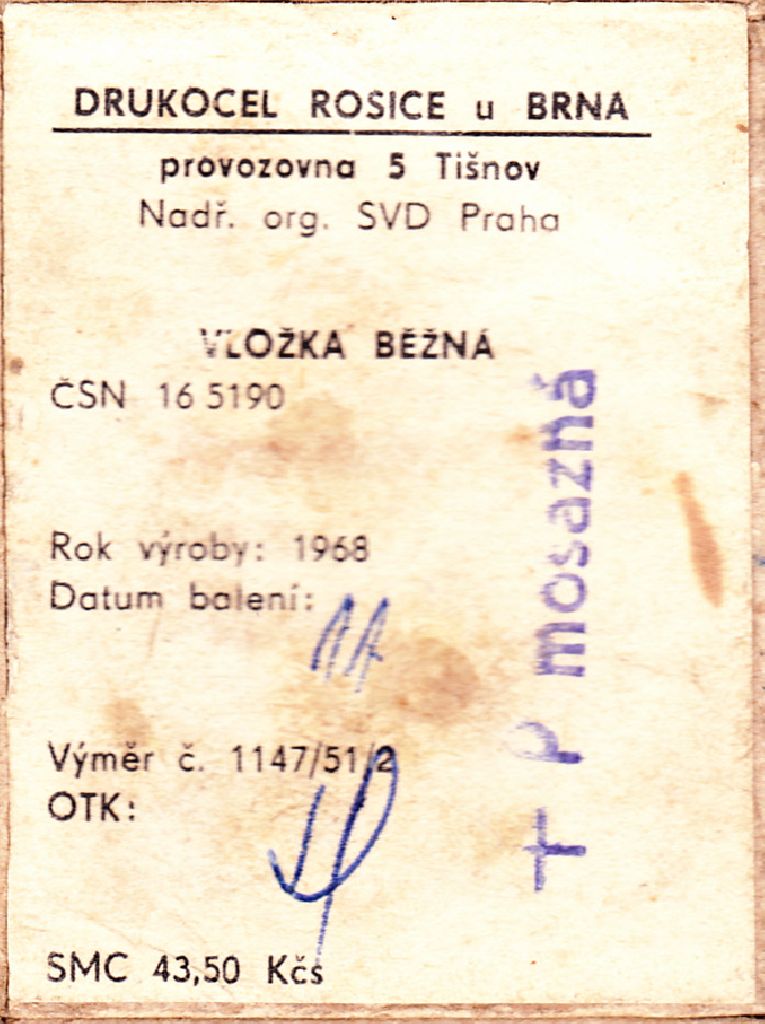 DRUKOCEL ROSICE u BRNA
provozovna 5 Tišnov
Nadř. org. SVD Praha
VLOŽKA BĚŽNÁ
ČSN 16 5190
Rok výroby: 1968
Datum balení:
11
Výměr č. 1147/51/2
OTK:
SMC 43,50 Kčs
+ P mosazná